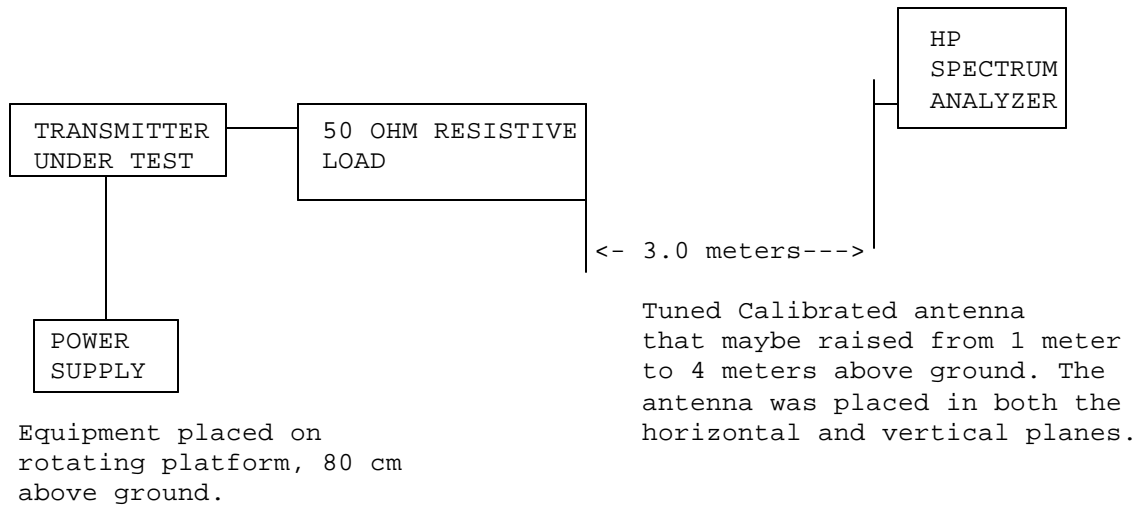 HP
SPECTRUM
ANALYZER
TRANSMITTER
UNDER TEST
50 OHM RESISTIVE
LOAD
<- 3.0 meters--->
POWER
SUPPLY
Tuned Calibrated antenna
that maybe raised from 1 meter
to 4 meters above ground. The
antenna was placed in both the
horizontal and vertical planes.
Equipment placed on
rotating platform, 80 cm
above ground.